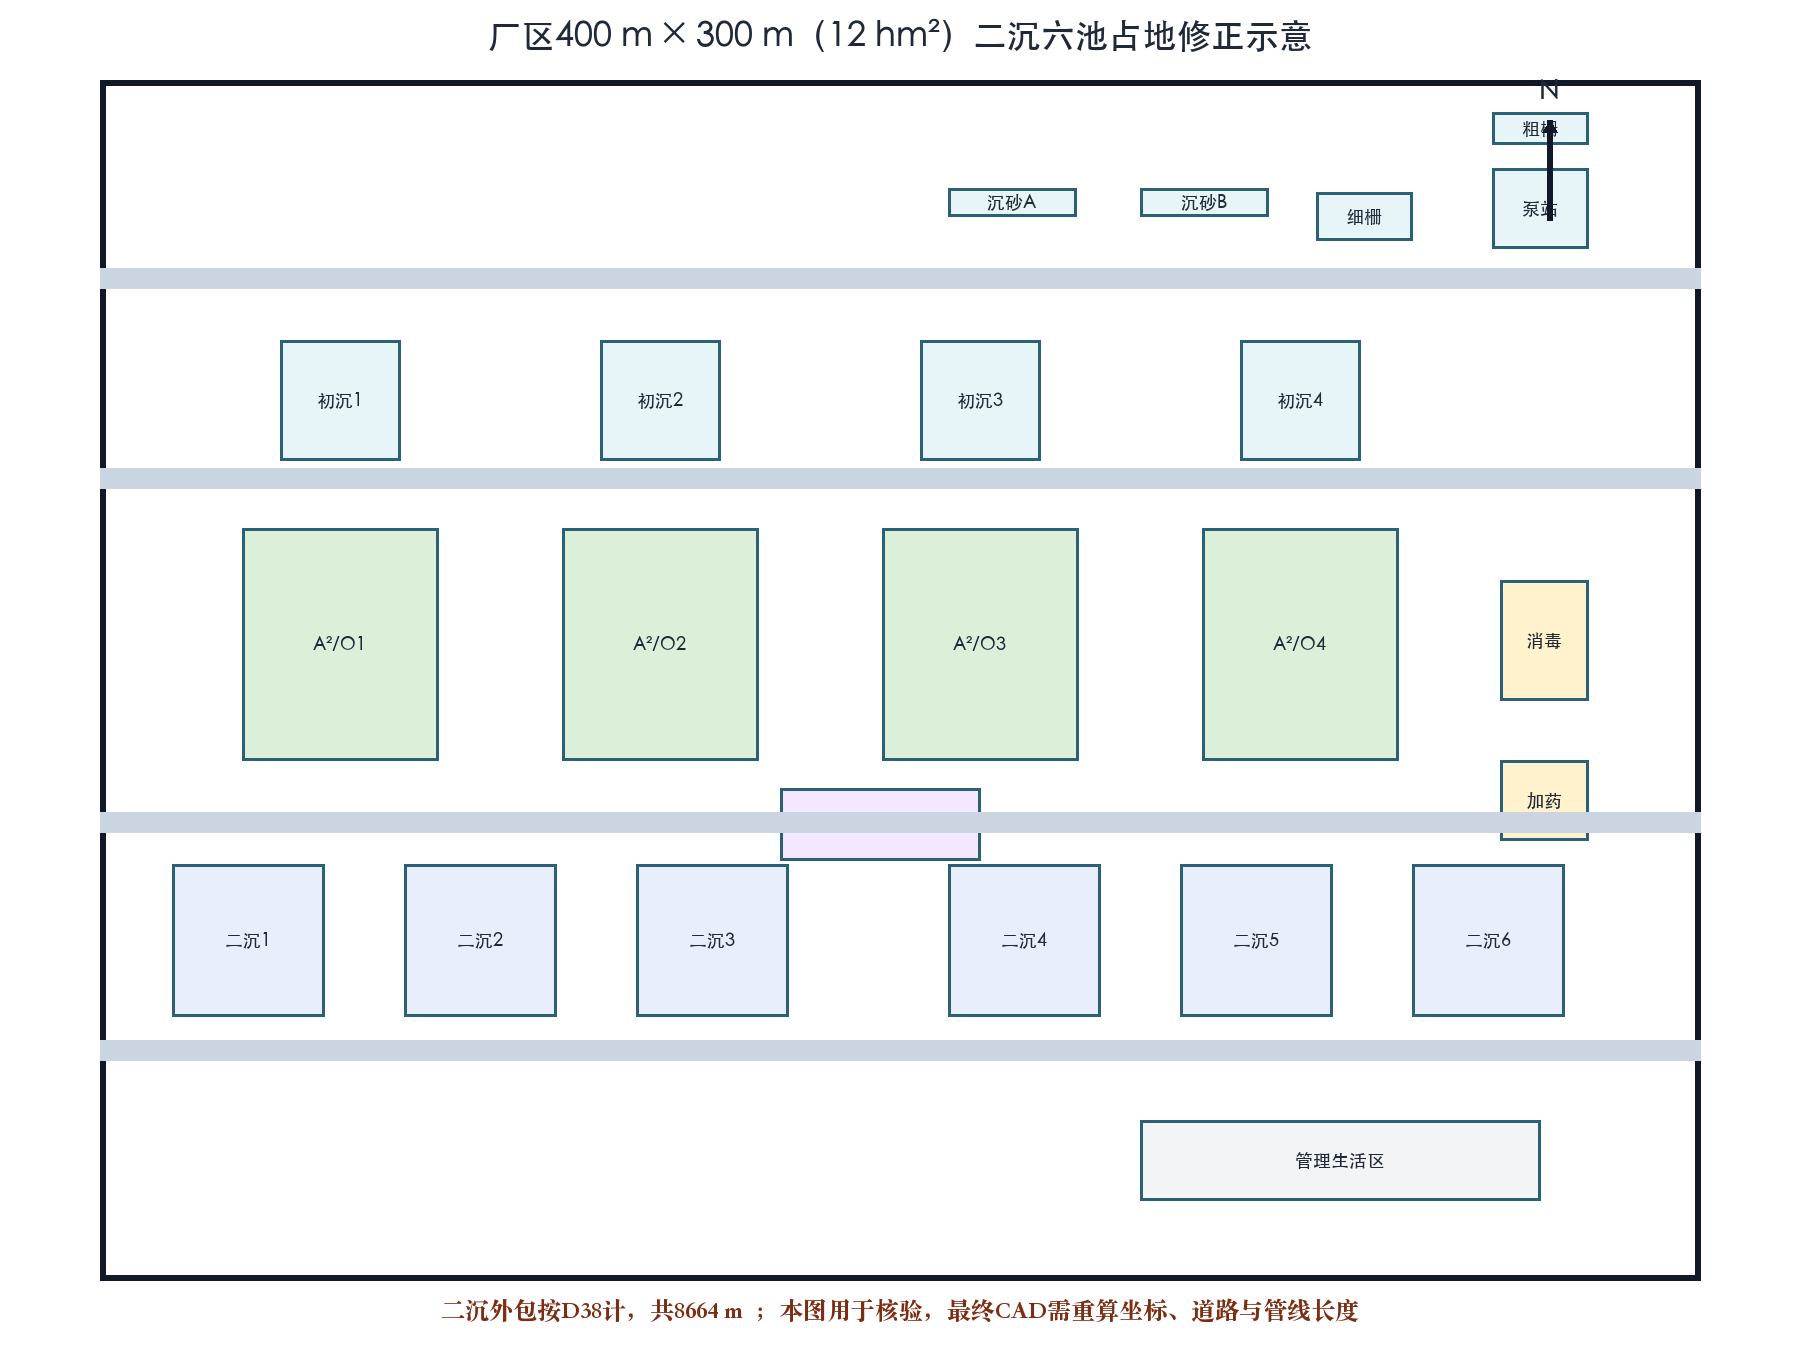 厂区400 m × 300 m（12 hm²）二沉六池占地修正示意
N
粗栅
沉砂A
沉砂B
细栅
泵站
初沉1
初沉2
初沉3
初沉4
A²/O1
A²/O2
A²/O3
A²/O4
消毒
加药
二沉1
二沉2
二沉3
二沉4
二沉5
二沉6
管理生活区
二沉外包按D38计，共8664 m ；本图用于核验，最终CAD需重算坐标、道路与管线长度